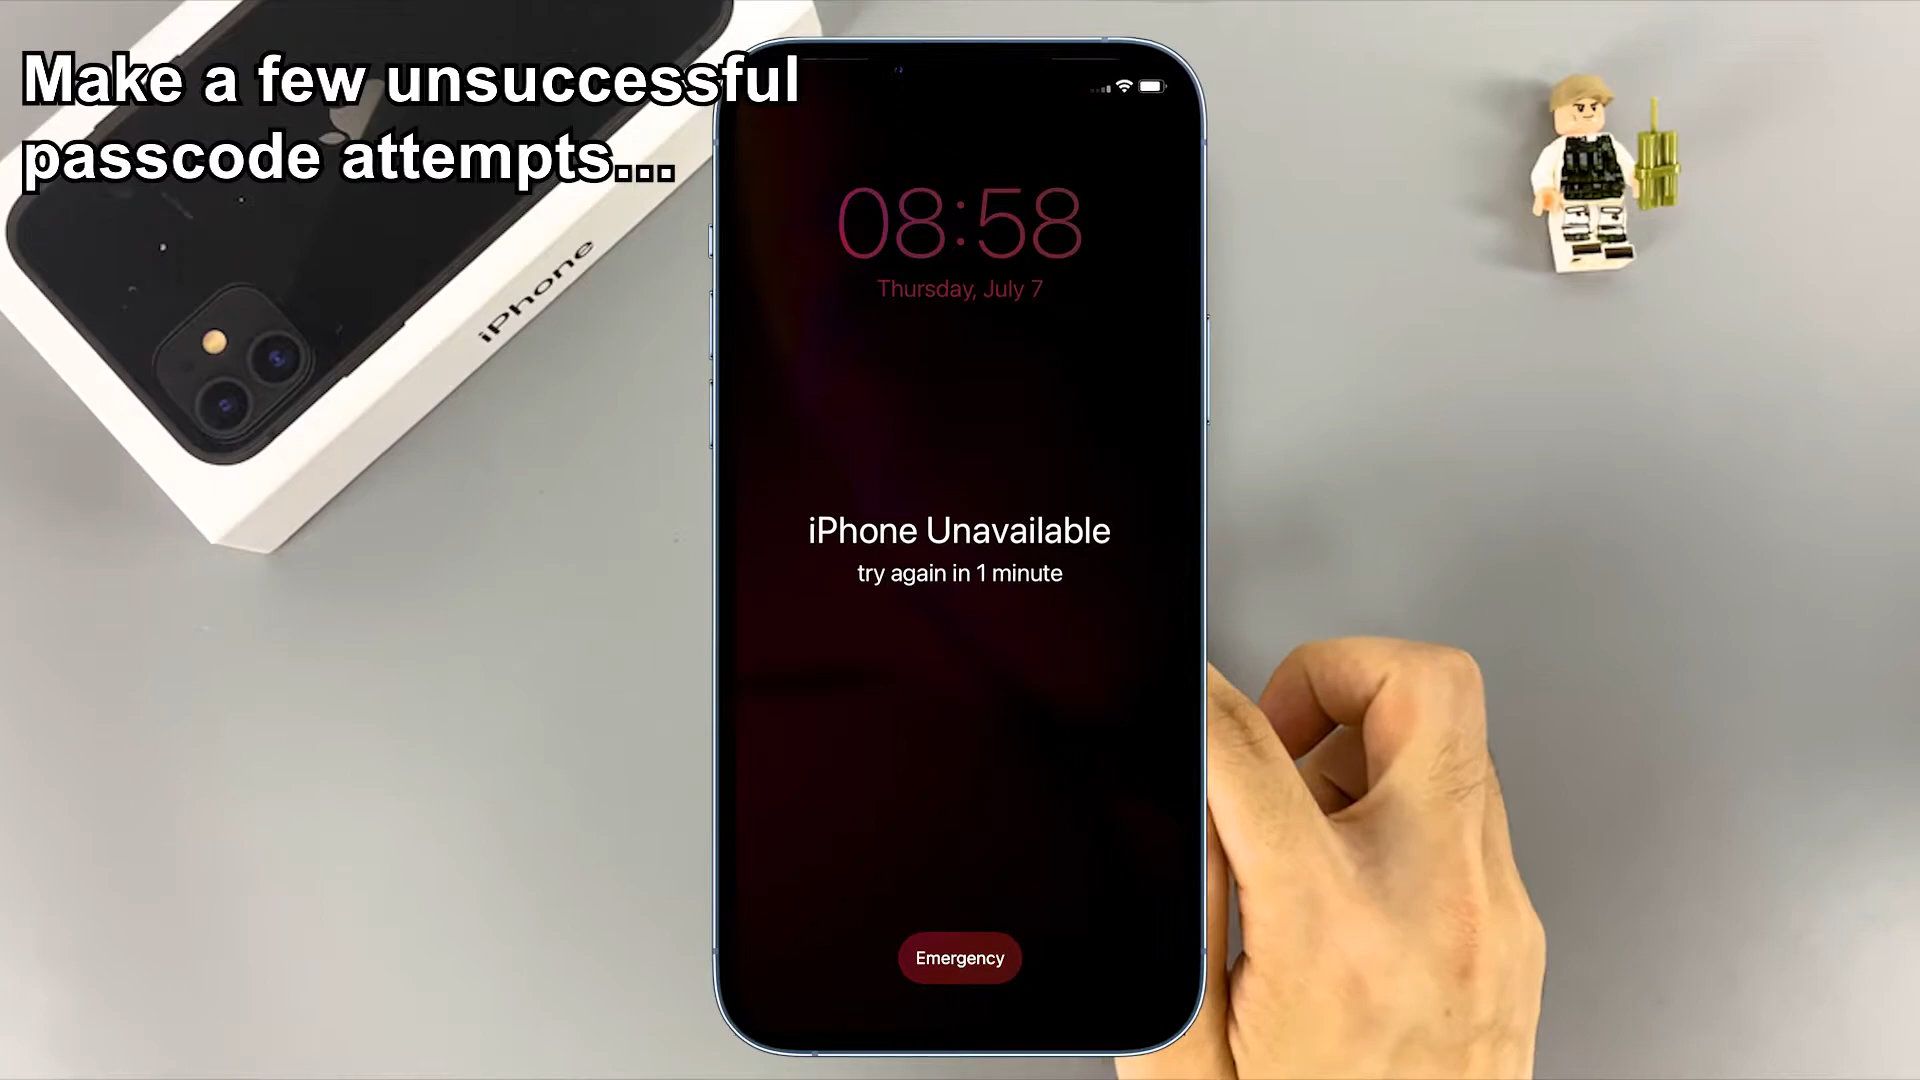 Make a few unsuccessful
passcode attempts...
iPhone
08:58
Thursday, July 7
iPhone Unavailable
try again in 1 minute
Emergency